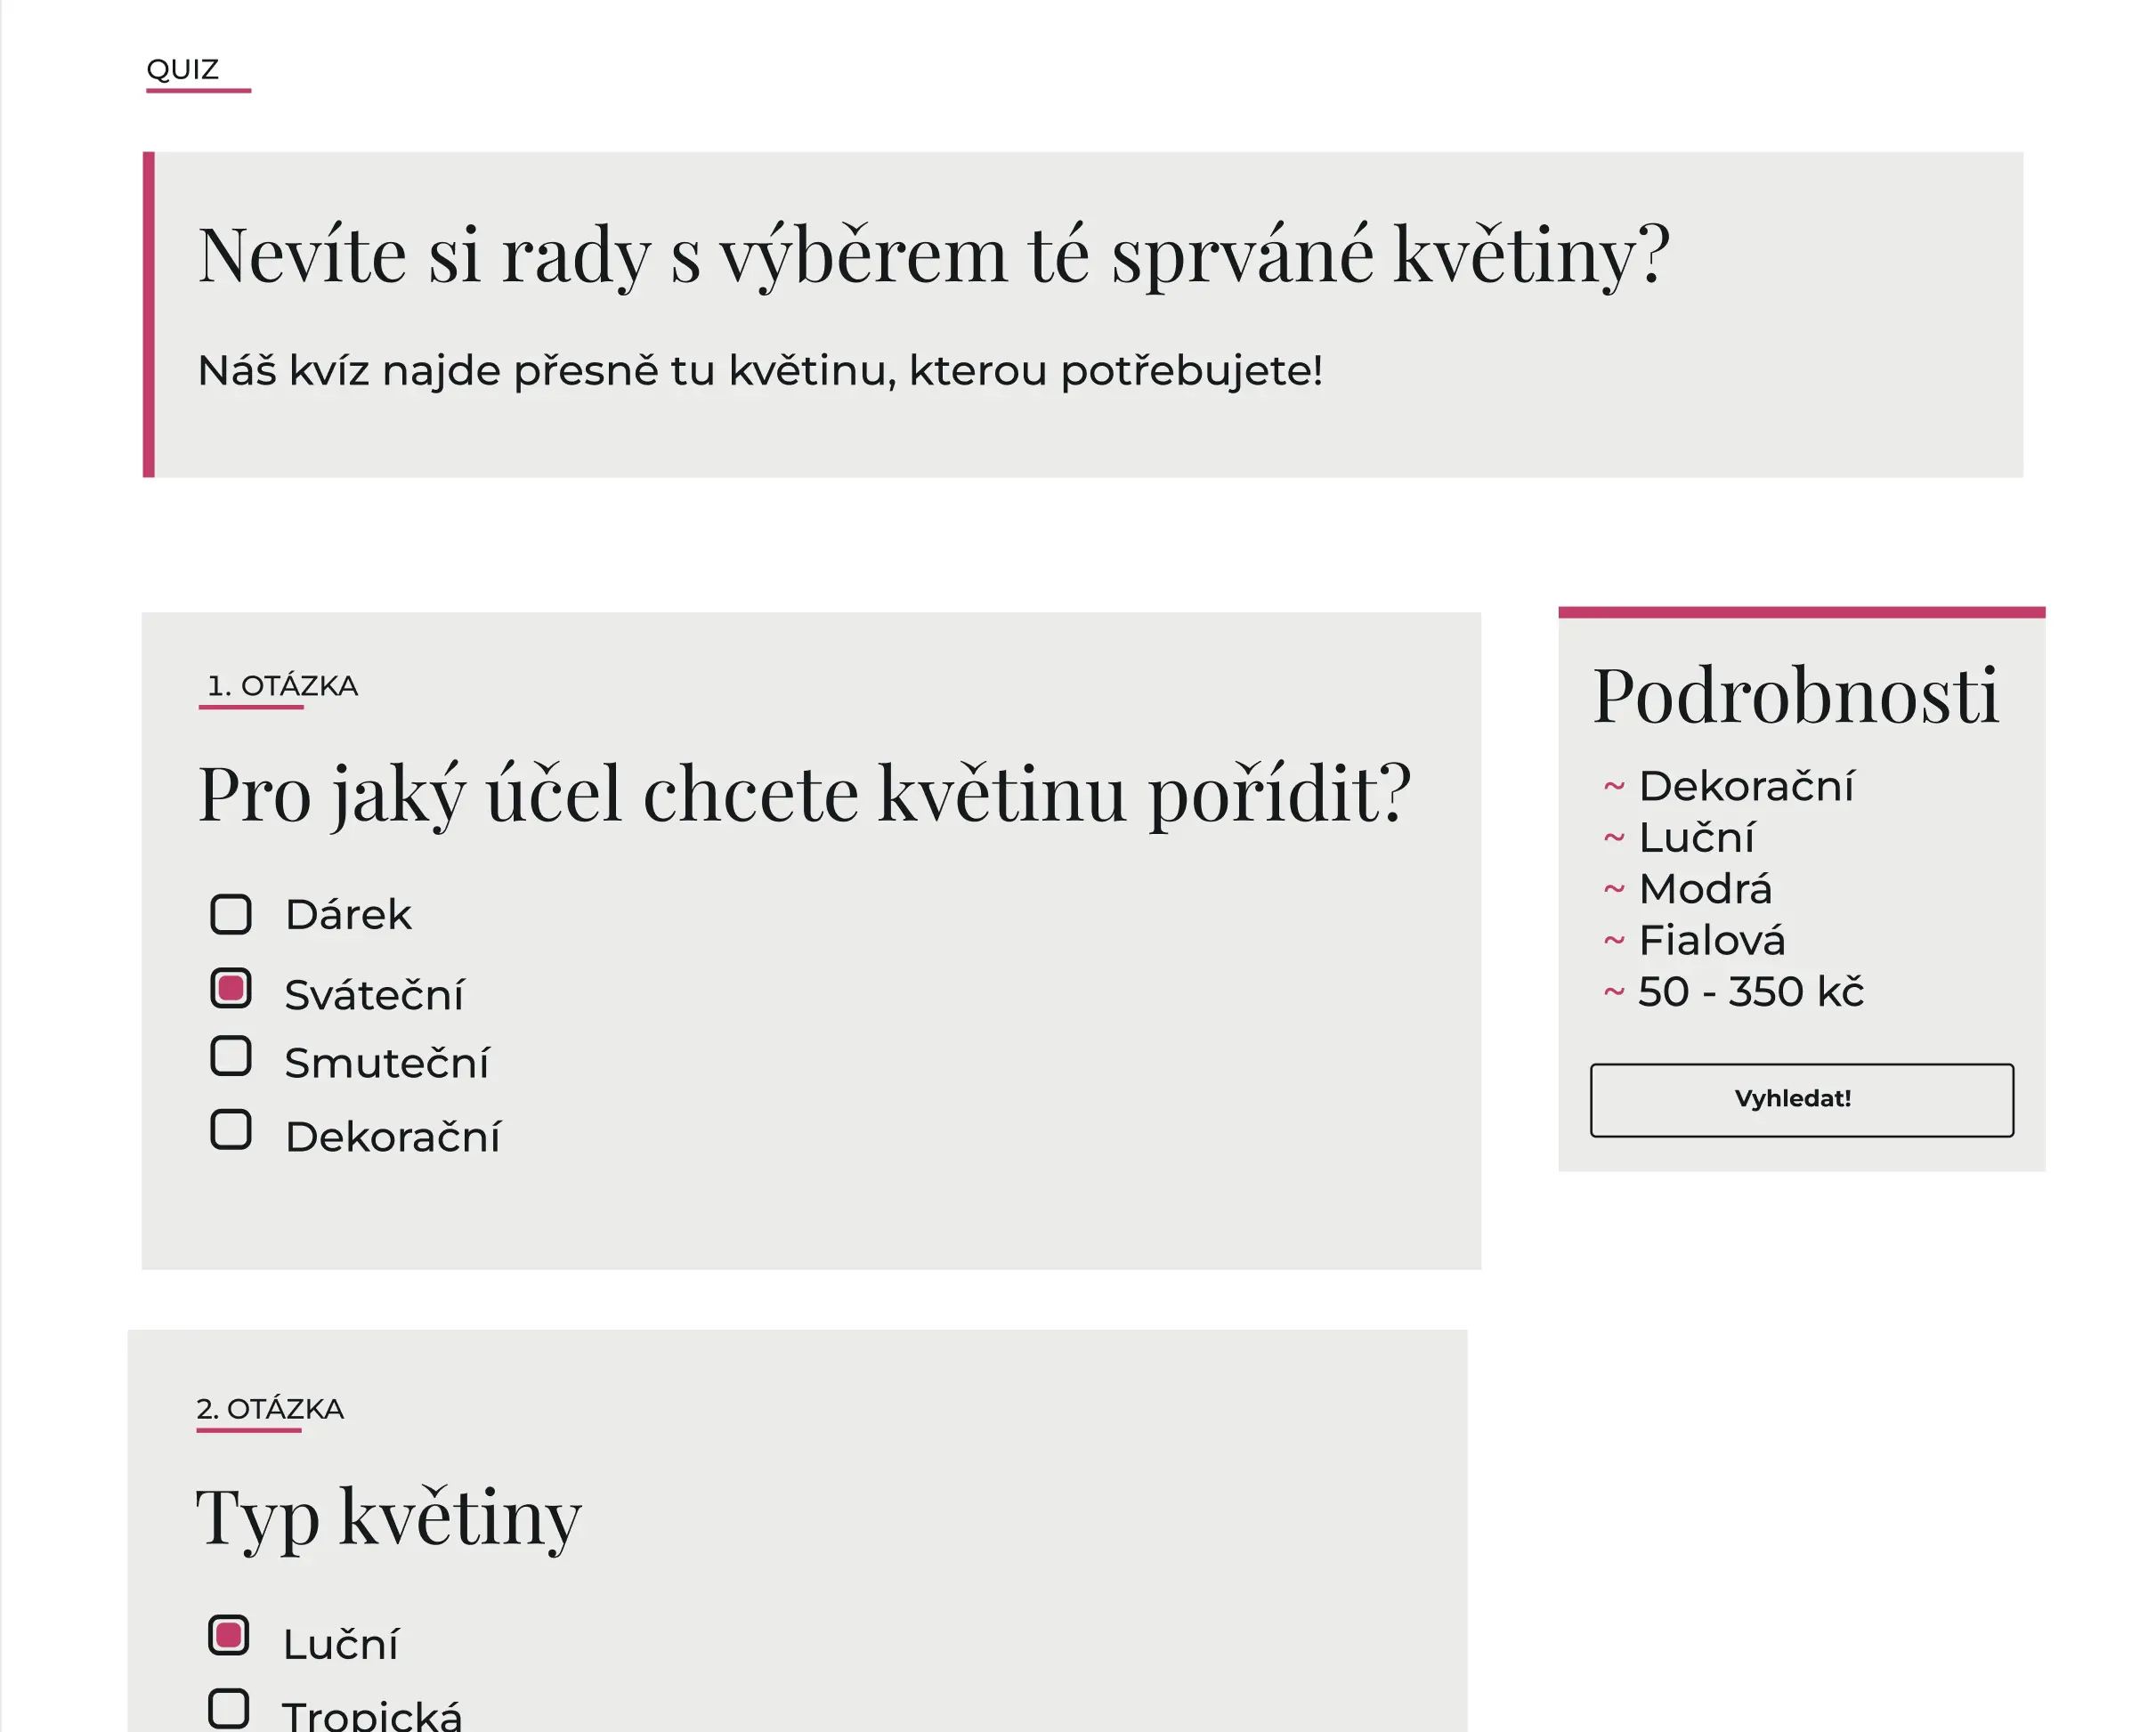 QUIZ
Nevíte si rady s výběrem té sprváné květiny?
Náš kvíz najde přesně tu květinu, kterou potřebujete!
1. OTÁZKA
Pro jaký účel chcete květinu pořídit?
Dárek
Sváteční
Smuteční
Dekorační
Podrobnosti
~ Dekorační
~ Luční
~ Modrá
~ Fialová
~ 50 - 350 kč
Vyhledat!
2. OTÁZKA
Typ květiny
Luční
Tropická